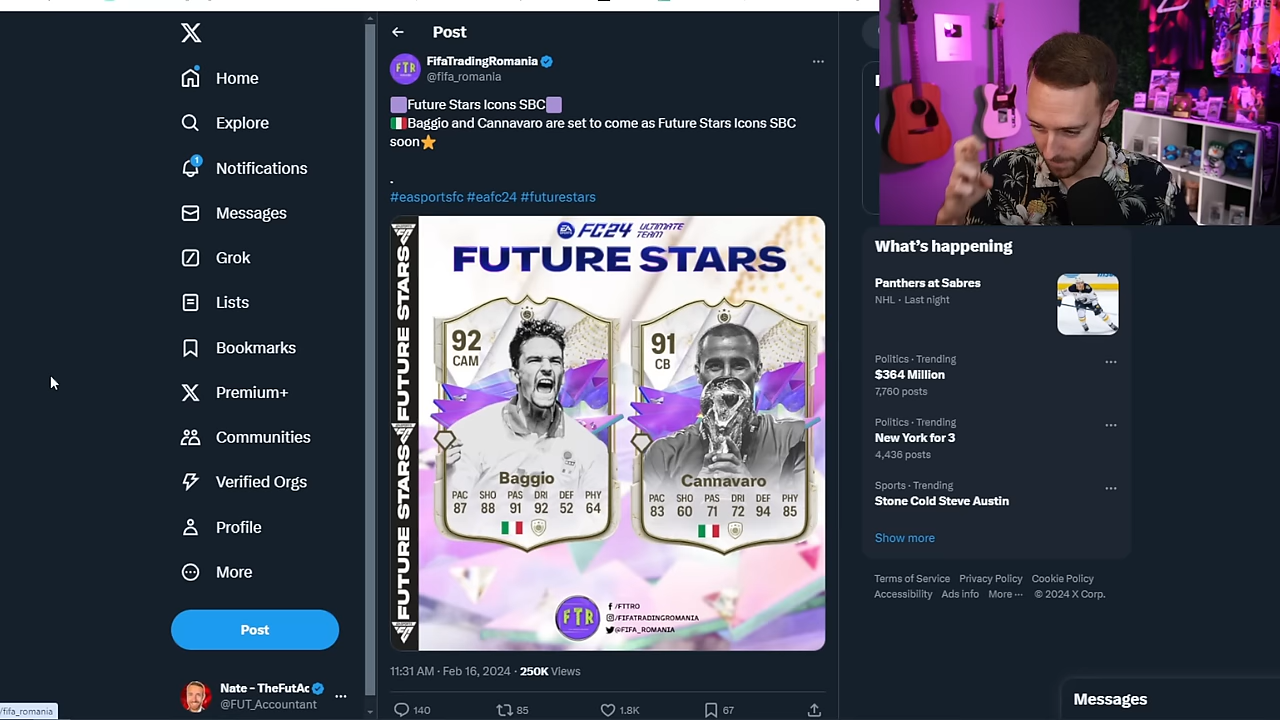 Home
Explore
1
Notifications
Messages
Grok
Lists
Bookmarks
Premium+
Communities
Verified Orgs
Profile
More
Post
Nate - TheFutAc
@FUT_Accountant
/fifa_romania
Post
FTR
FifaTradingRomania
@fifa_romania
Future Stars Icons SBC
Baggio and Cannavaro are set to come as Future Stars Icons SBC
soon
.
#easportsfc #eafc24 #futurestars
FUTURE STARS
FUTURE STARS
EA SPORTS FC24 ULTIMATE TEAM
FUTURE STARS
92
CAM
Baggio
PAC SHO PAS DRI DEF PHY
87 88 91 92 52 64
91
CB
Cannavaro
PAC SHO PAS DRI DEF PHY
83 60 71 72 94 85
FTR
/FTTRO
/FIFATRADINGROMANIA
@FIFA_ROMANIA
11:31 AM · Feb 16, 2024 · 250K Views
140
85
1.8K
67
What's happening
Panthers at Sabres
NHL · Last night
Politics · Trending
$364 Million
7,760 posts
Politics · Trending
New York for 3
4,436 posts
Sports · Trending
Stone Cold Steve Austin
Show more
Terms of Service Privacy Policy Cookie Policy
Accessibility Ads info More ··· © 2024 X Corp.
Messages